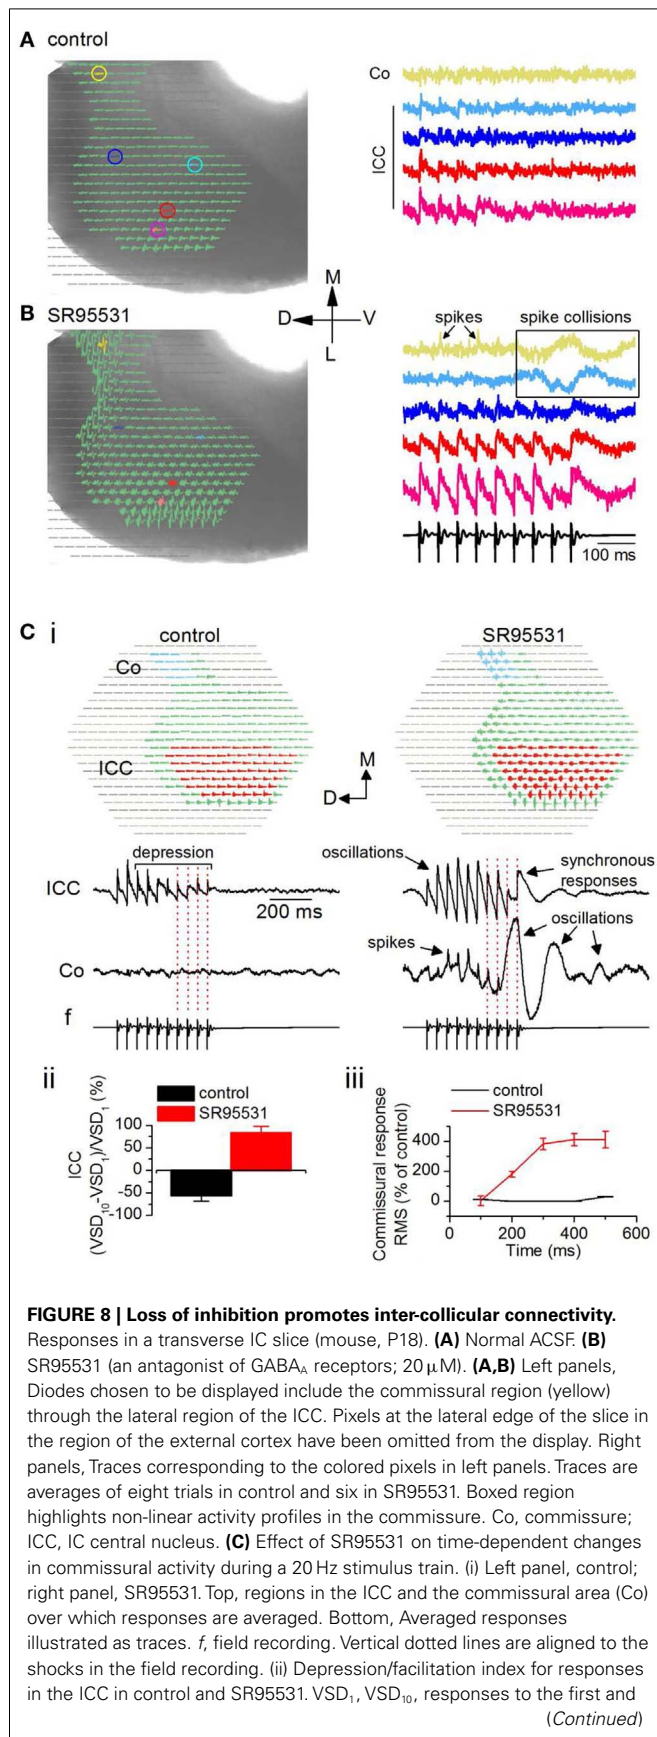 A control
Co
ICC
B SR95531
M
D V
L
spikes
spike collisions
100 ms
C i
control
SR95531
Co
ICC
M
D
depression
oscillations
synchronous
responses
ICC
200 ms
oscillations
spikes
Co
f
ii
control
SR95531
ICC
(VSD10-VSD1)/VSD1 (%)
100
50
0
-50
-100
iii
control
SR95531
Commissural response
RMS (% of control)
400
200
0
0 200 400 600
Time (ms)
FIGURE 8 | Loss of inhibition promotes inter-collicular connectivity.
Responses in a transverse IC slice (mouse, P18). (A) Normal ACSF. (B)
SR95531 (an antagonist of GABAA receptors; 20 μM). (A,B) Left panels,
Diodes chosen to be displayed include the commissural region (yellow)
through the lateral region of the ICC. Pixels at the lateral edge of the slice in
the region of the external cortex have been omitted from the display. Right
panels, Traces corresponding to the colored pixels in left panels. Traces are
averages of eight trials in control and six in SR95531. Boxed region
highlights non-linear activity profiles in the commissure. Co, commissure;
ICC, IC central nucleus. (C) Effect of SR95531 on time-dependent changes
in commissural activity during a 20 Hz stimulus train. (i) Left panel, control;
right panel, SR95531. Top, regions in the ICC and the commissural area (Co)
over which responses are averaged. Bottom, Averaged responses
illustrated as traces. f, field recording. Vertical dotted lines are aligned to the
shocks in the field recording. (ii) Depression/facilitation index for responses
in the ICC in control and SR95531. VSD1, VSD10, responses to the first and
(Continued)